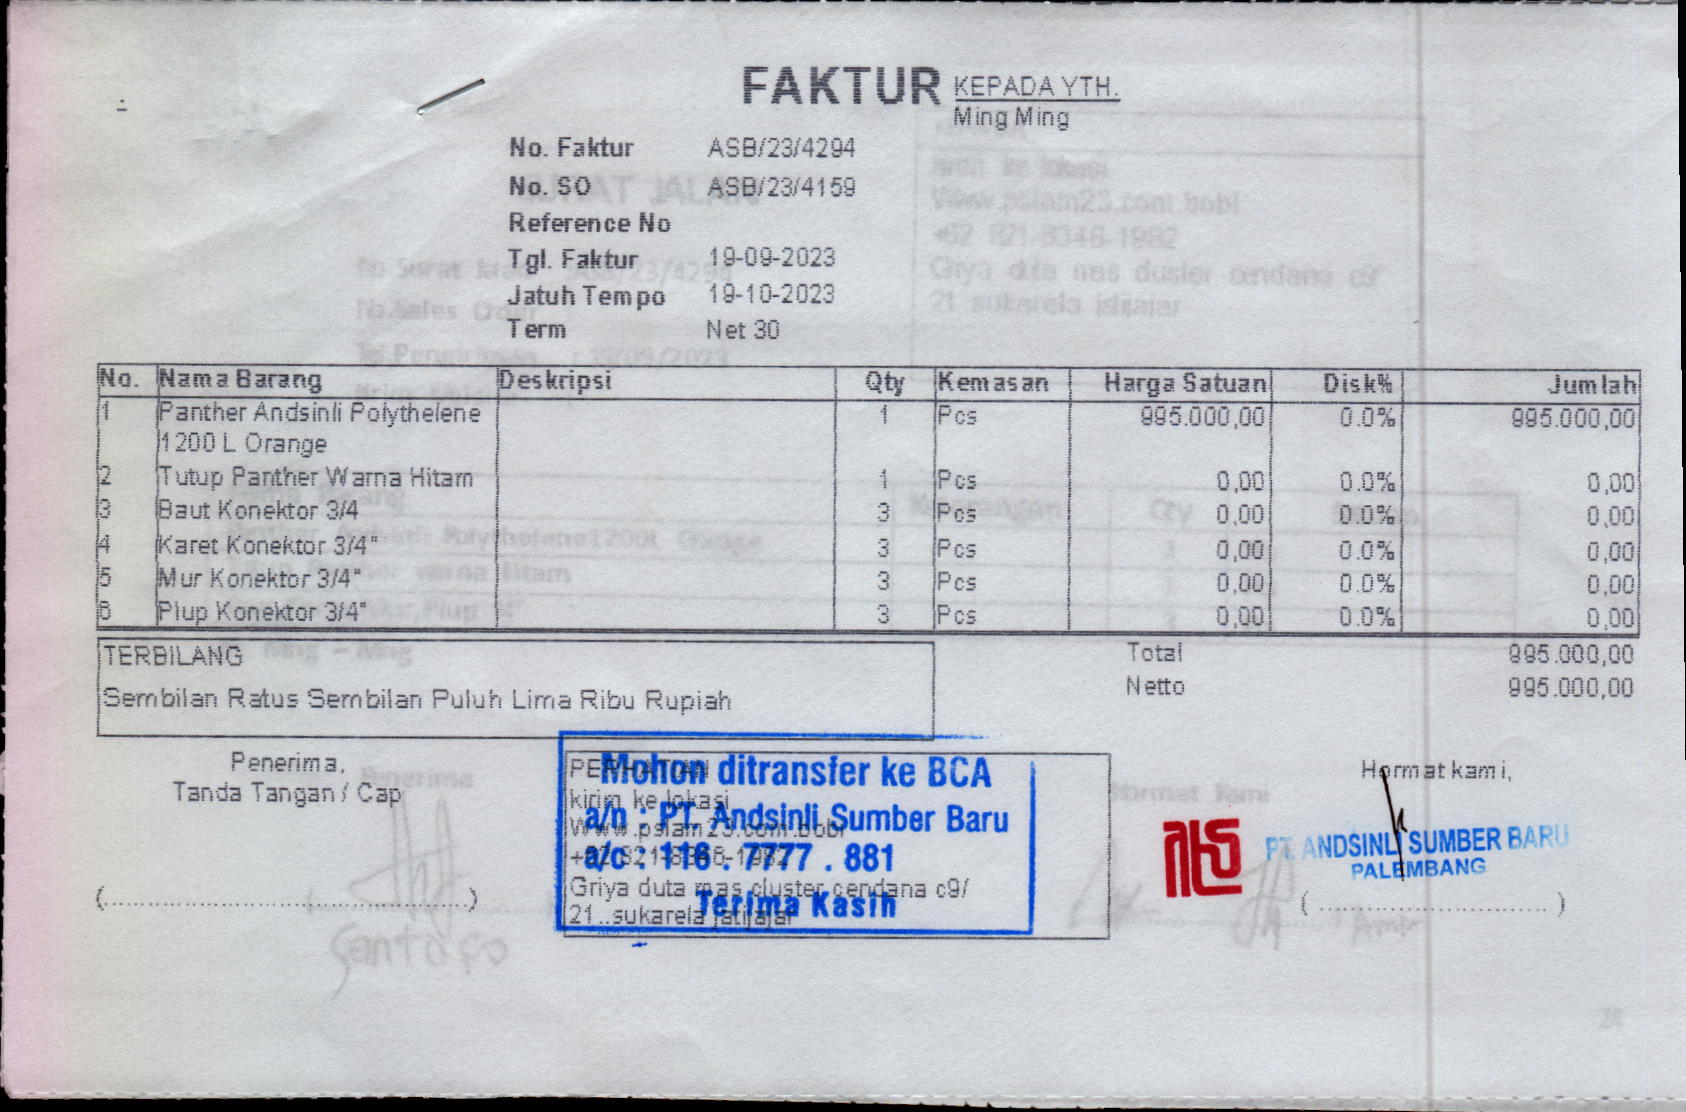 FAKTUR
KEPADA YTH.
Ming Ming
No. Faktur ASB/23/4294
No. SO ASB/23/4159
Reference No
Tgl. Faktur 19-09-2023
Jatuh Tempo 19-10-2023
Term Net 30
No. Nama Barang Deskripsi Qty Kemasan Harga Satuan Disk% Jumlah
1 Panther Andsinli Polythelene 1 Pcs 995.000,00 0.0% 995.000,00
1200 L Orange
2 Tutup Panther Warna Hitam 1 Pcs 0,00 0.0% 0,00
3 Baut Konektor 3/4 3 Pcs 0,00 0.0% 0,00
4 Karet Konektor 3/4" 3 Pcs 0,00 0.0% 0,00
5 Mur Konektor 3/4" 3 Pcs 0,00 0.0% 0,00
6 Plup Konektor 3/4" 3 Pcs 0,00 0.0% 0,00
TERBILANG
Sembilan Ratus Sembilan Puluh Lima Ribu Rupiah
Total 995.000,00
Netto 995.000,00
Penerima,
Tanda Tangan / Cap
(................................................)
PERHATIAN
kirim ke lokasi
Www.pslam23.com.bobi
Griya duta mas cluster cendana c9/
21 sukarela jatijajar
Mohon ditransfer ke BCA
a/n : PT. Andsinli Sumber Baru
a/c : 116 . 7777 . 881
Terima Kasih
Hormat kami,
PT. ANDSINLI SUMBER BARU
PALEMBANG
(..............................)